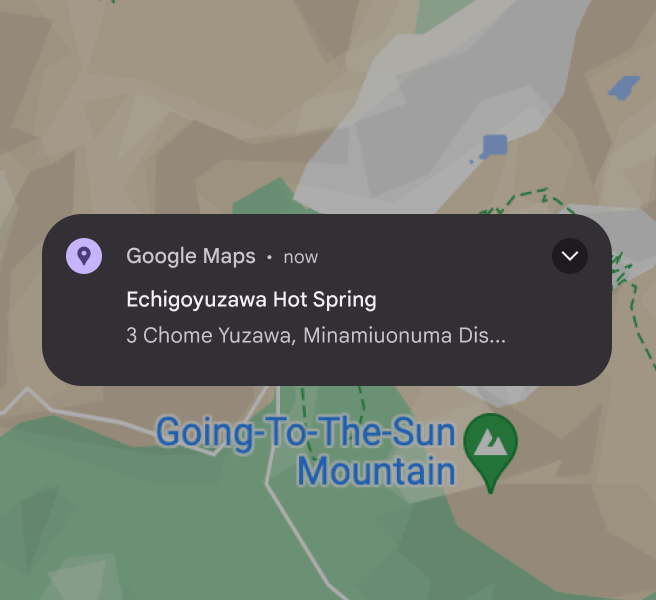 Google Maps • now
Echigoyuzawa Hot Spring
3 Chome Yuzawa, Minamiuonuma Dis...
Going-To-The-Sun
Mountain